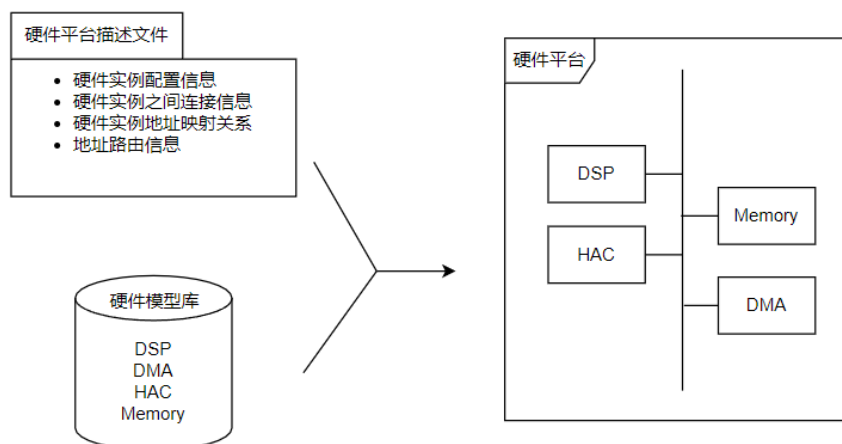 硬件平台描述文件
硬件实例配置信息
硬件实例之间连接信息
硬件实例地址映射关系
地址路由信息
硬件模型库
DSP
DMA
HAC
Memory
硬件平台
DSP
Memory
HAC
DMA